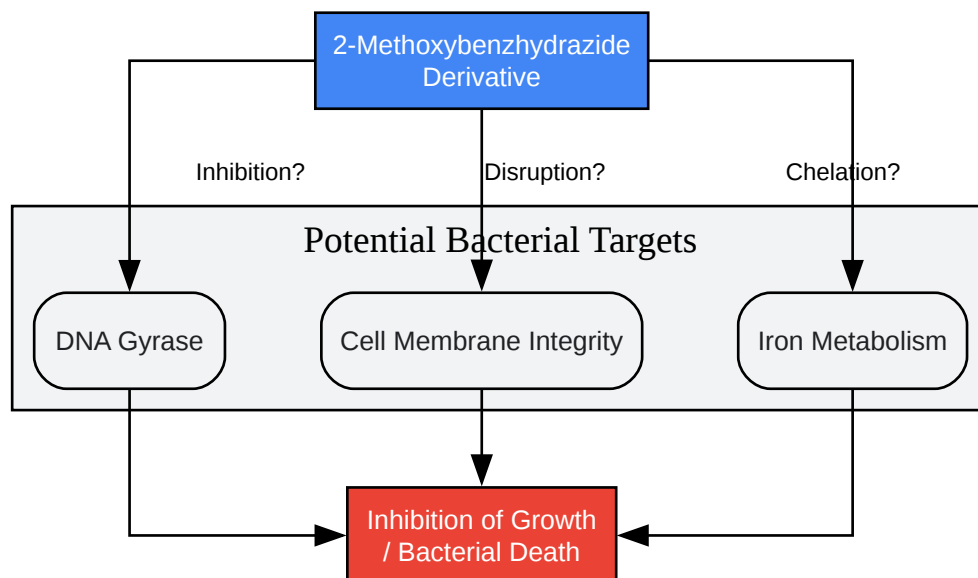 2-Methoxybenzhydrazide
Derivative
Inhibition?
Disruption?
Chelation?
Potential Bacterial Targets
DNA Gyrase
Cell Membrane Integrity
Iron Metabolism
Inhibition of Growth
/ Bacterial Death